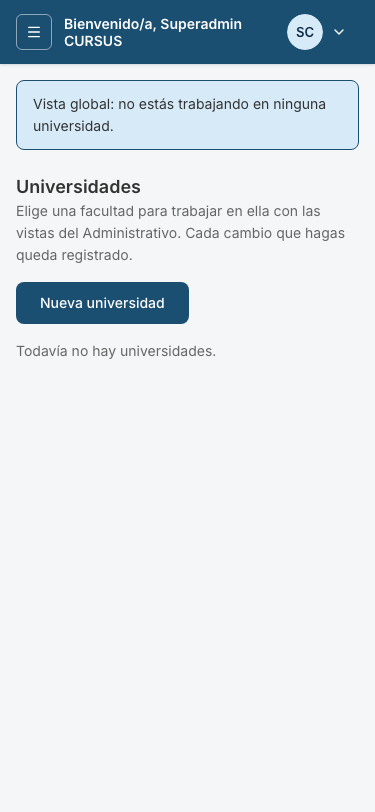 Bienvenido/a, Superadmin
CURSUS
SC
Vista global: no estás trabajando en ninguna
universidad.
Universidades
Elige una facultad para trabajar en ella con las
vistas del Administrativo. Cada cambio que hagas
queda registrado.
Nueva universidad
Todavía no hay universidades.